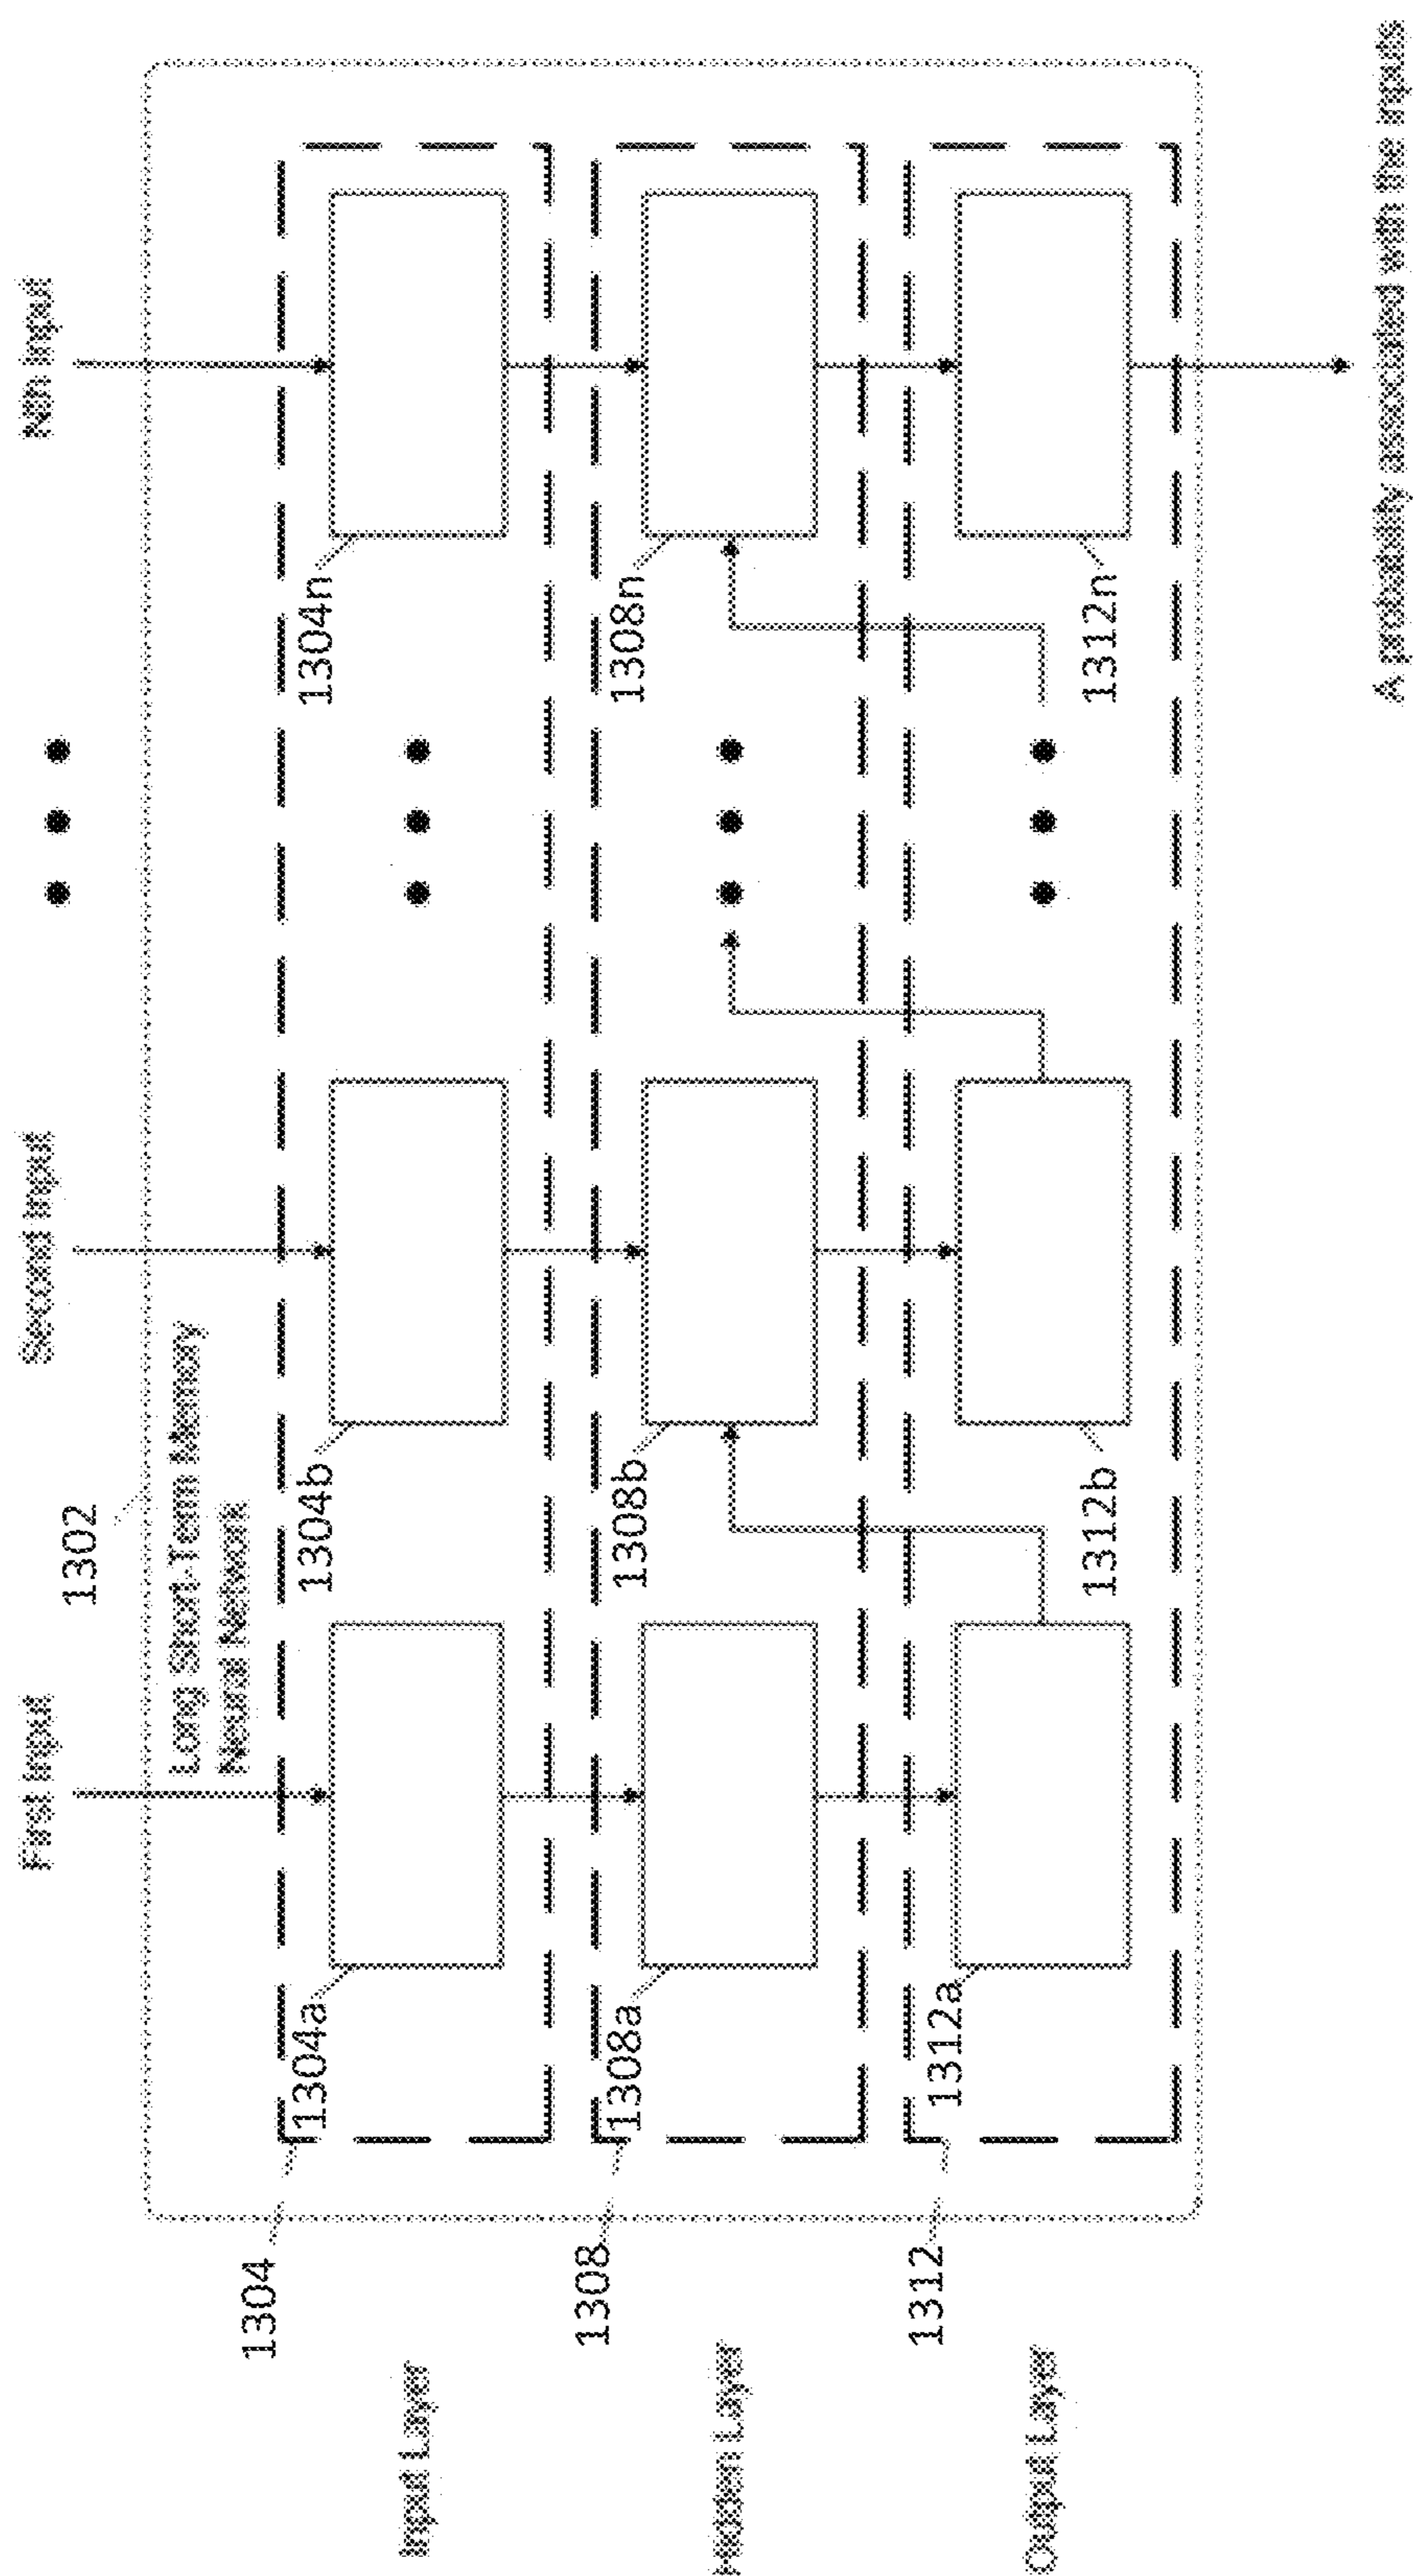 First Input
Second Input
Nth Input
1302
Long Short-Term Memory
Neural Network
1304
1304a
1304b
1304n
Input Layer
1308
1308a
1308b
1308n
Hidden Layer
1312
1312a
1312b
1312n
Output Layer
A probability associated with the inputs